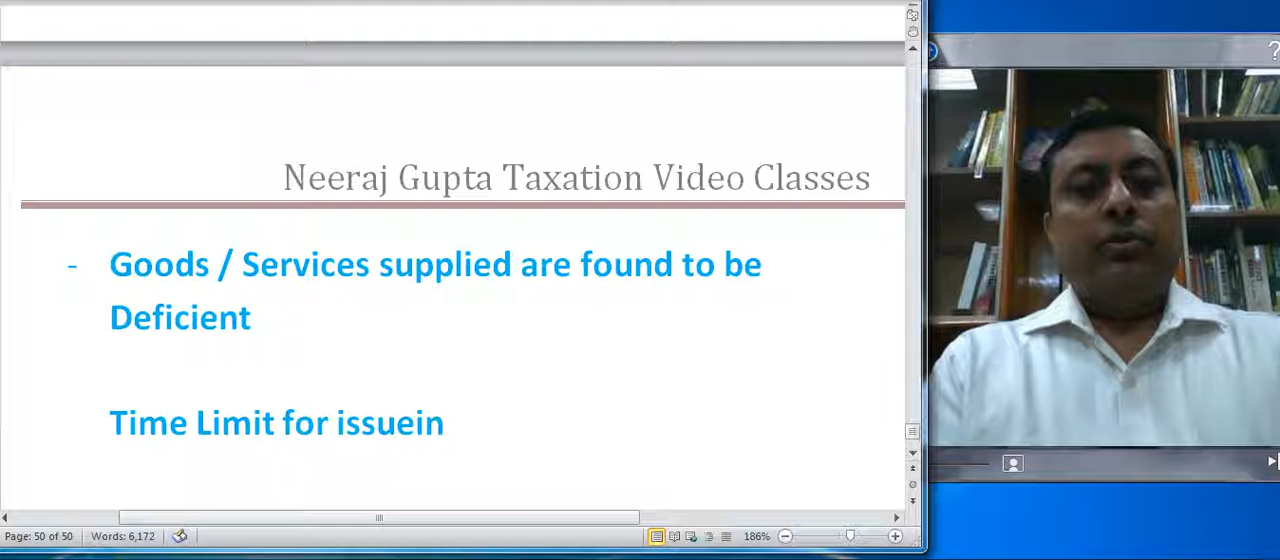 Neeraj Gupta Taxation Video Classes
- Goods / Services supplied are found to be
Deficient
Time Limit for issuein
Page: 50 of 50 Words: 6,172 186%
?